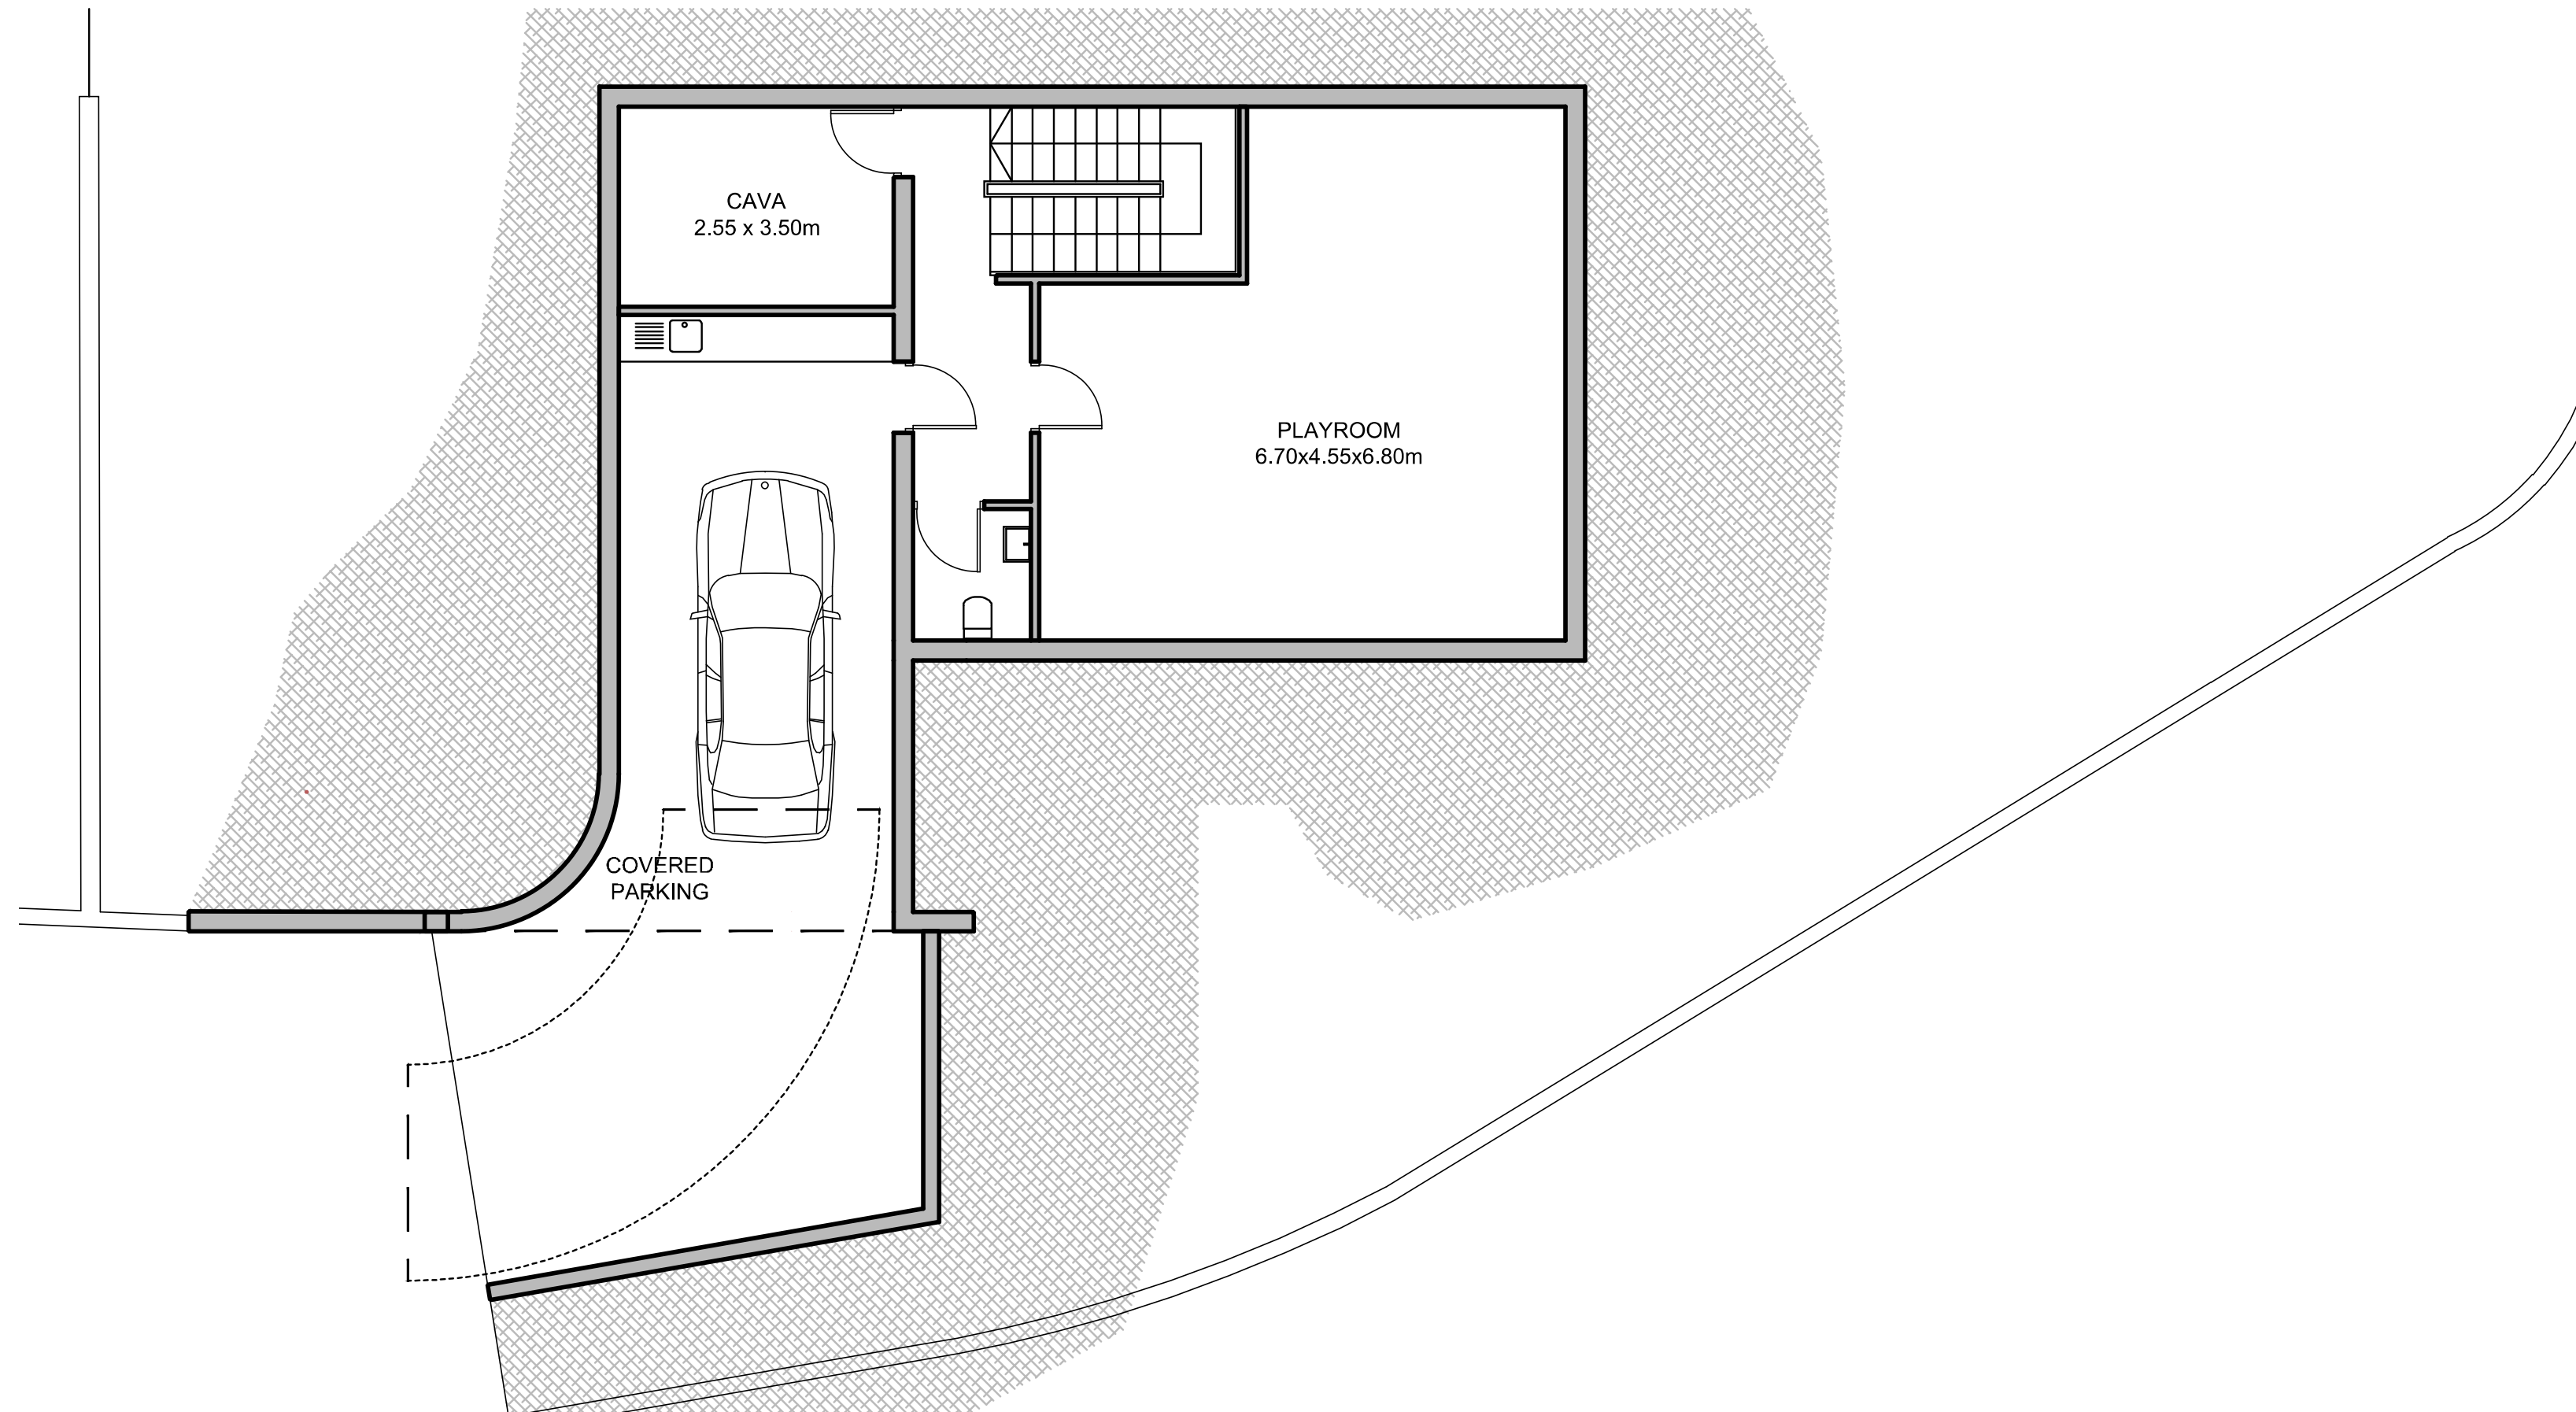 CAVA
2.55 x 3.50m
PLAYROOM
6.70x4.55x6.80m
COVERED
PARKING